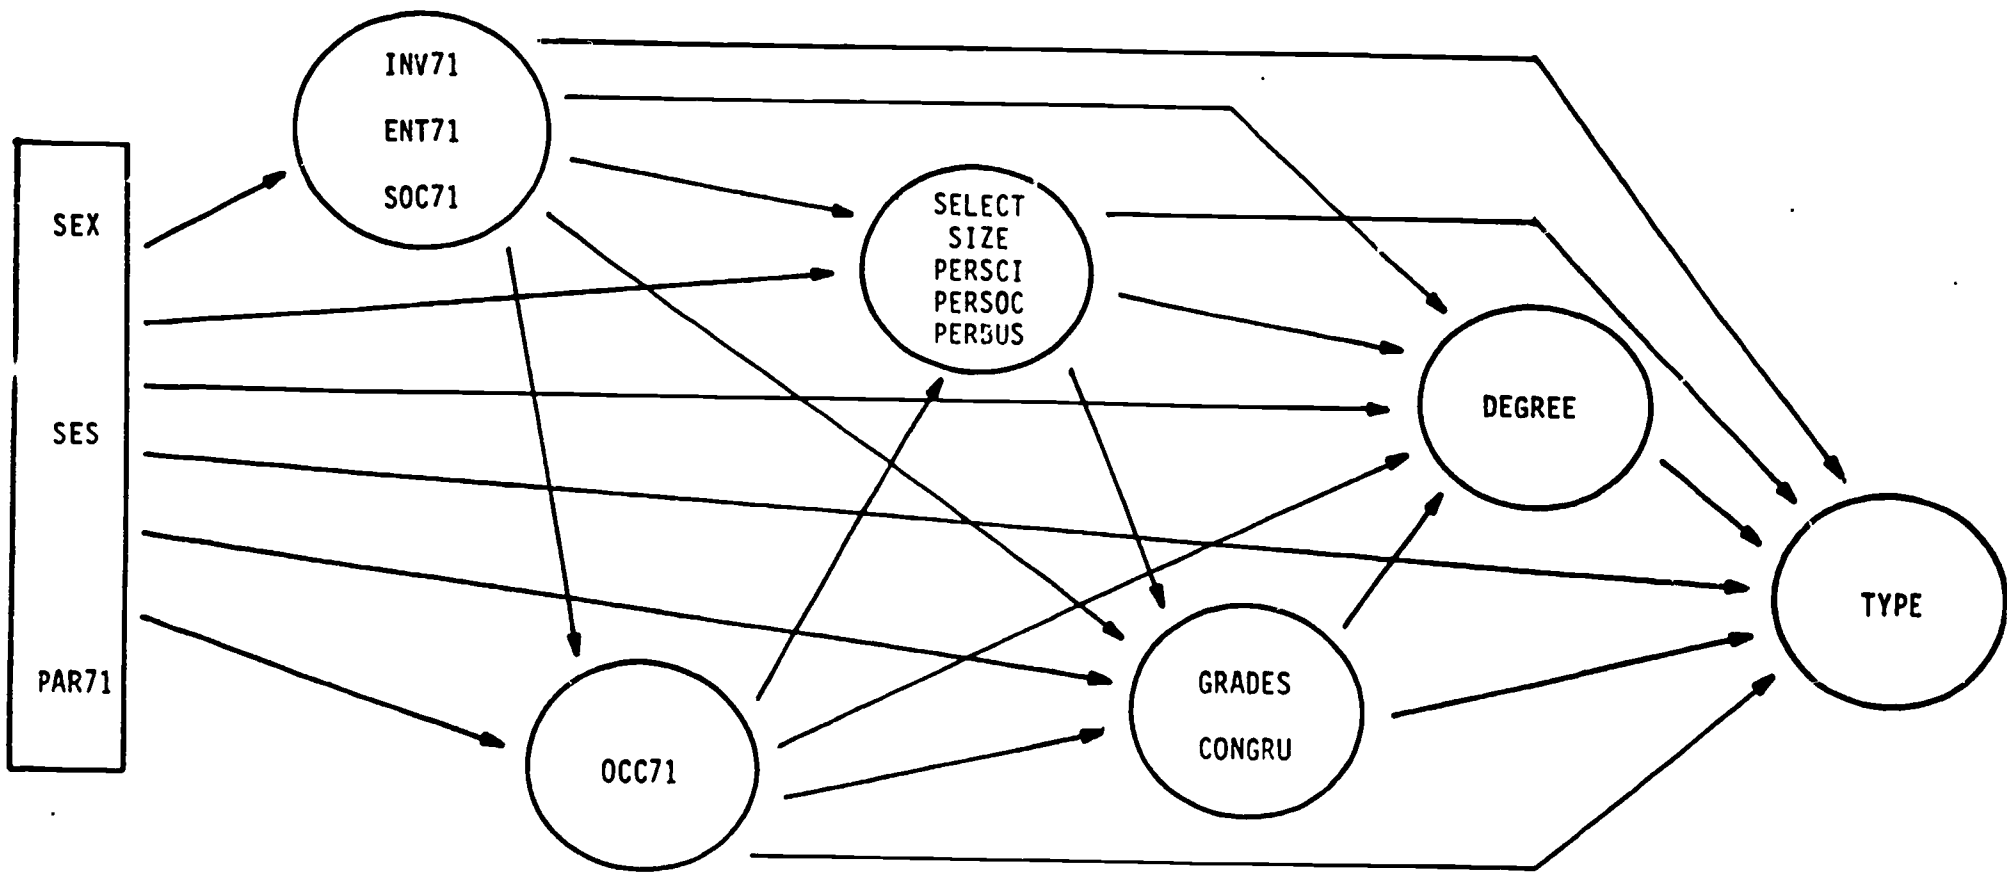 SEX
SES
PAR71
INV71
ENT71
SOC71
OCC71
SELECT
SIZE
PERSCI
PERSOC
PERBUS
GRADES
CONGRU
DEGREE
TYPE